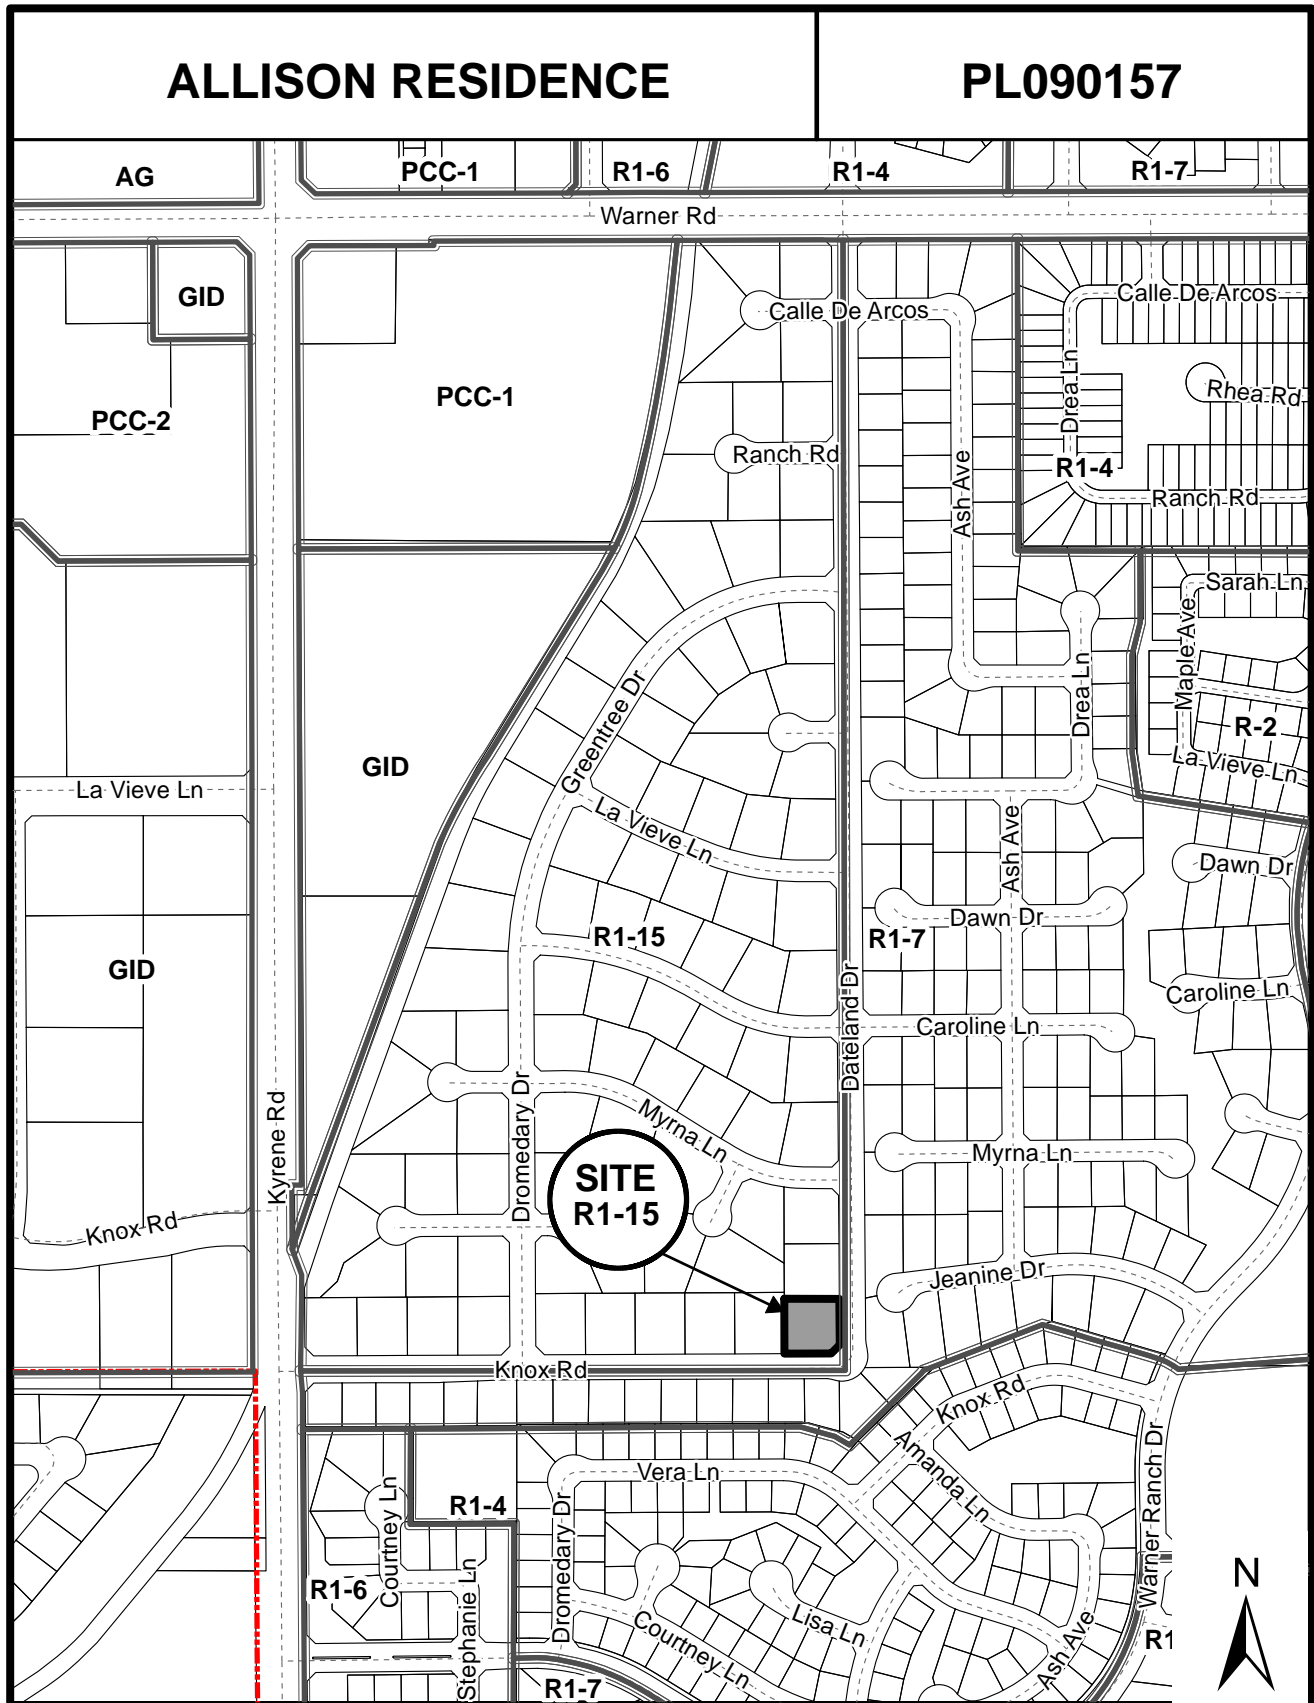 ALLISON RESIDENCE
PL090157
AG
PCC-1
R1-6
R1-4
R1-7
Warner Rd
GID
Calle De Arcos
Calle De Arcos
Drea Ln
Rhea Rd
PCC-1
PCC-2
Ranch Rd
R1-4
Ash Ave
Ranch Rd
Sarah Ln
Maple Ave
Greentree Dr
Drea Ln
R-2
La Vieve Ln
GID
La Vieve Ln
La Vieve Ln
Ash Ave
Dawn Dr
Dawn Dr
R1-15
R1-7
GID
Caroline Ln
Dateland Dr
Caroline Ln
Kyrene Rd
Dromedary Dr
Myrna Ln
Myrna Ln
SITE
R1-15
Knox Rd
Jeanine Dr
Knox Rd
Knox Rd
Warner Ranch Dr
Amanda Ln
Vera Ln
Courtney Ln
R1-4
Dromedary Dr
N
R1-6
Stephanie Ln
Lisa Ln
Courtney Ln
Ash Ave
R1
R1-7